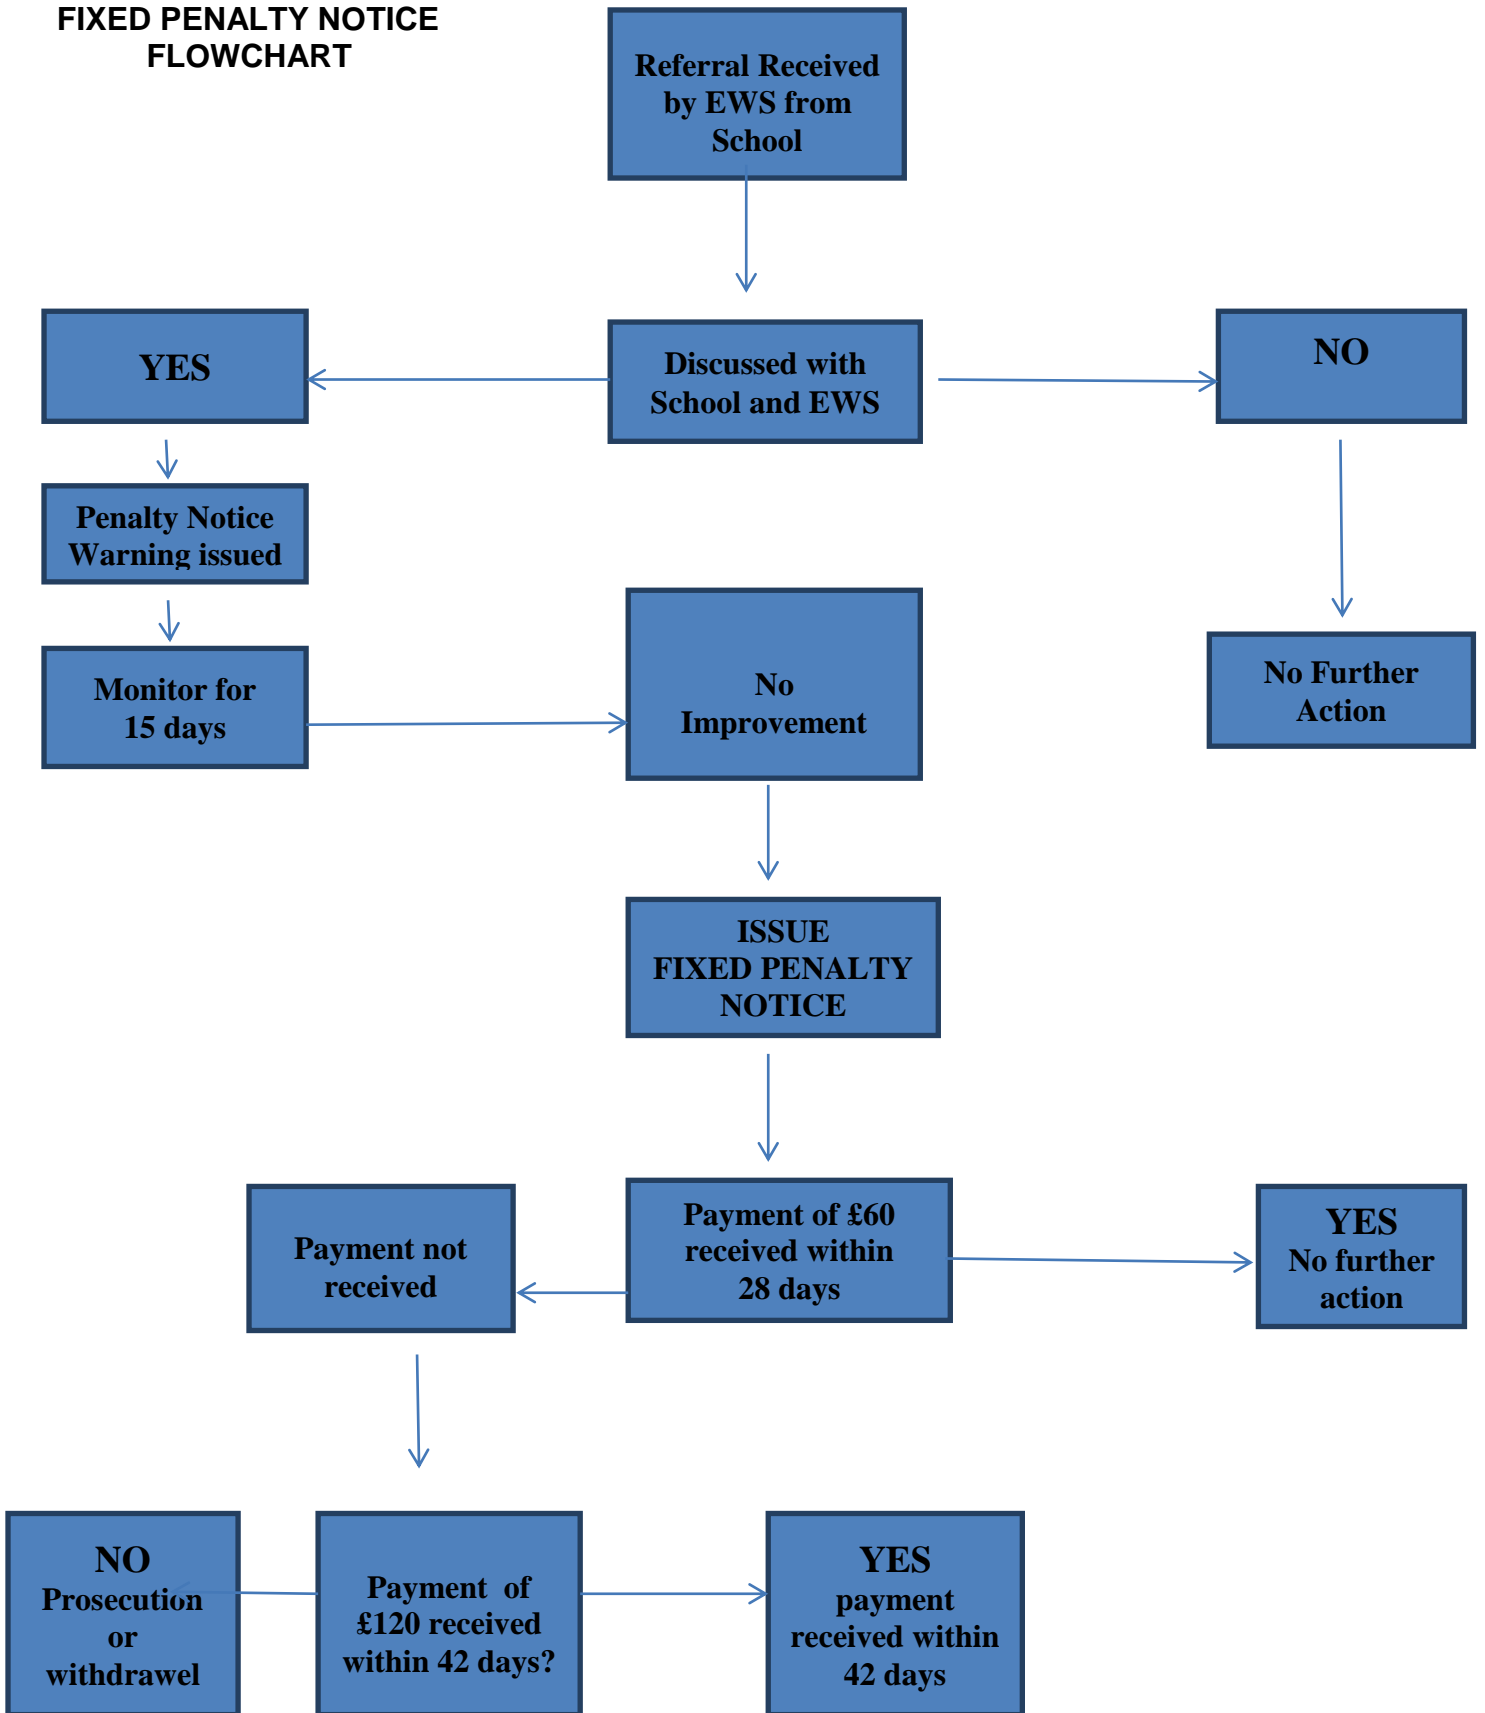 FIXED PENALTY NOTICE
FLOWCHART
Referral Received
by EWS from
School
YES
Discussed with
School and EWS
NO
Penalty Notice
Warning issued
Monitor for
15 days
No
Improvement
No Further
Action
ISSUE
FIXED PENALTY
NOTICE
Payment not
received
Payment of £60
received within
28 days
YES
No further
action
NO
Prosecution
or
withdrawel
Payment of
£120 received
within 42 days?
YES
payment
received within
42 days